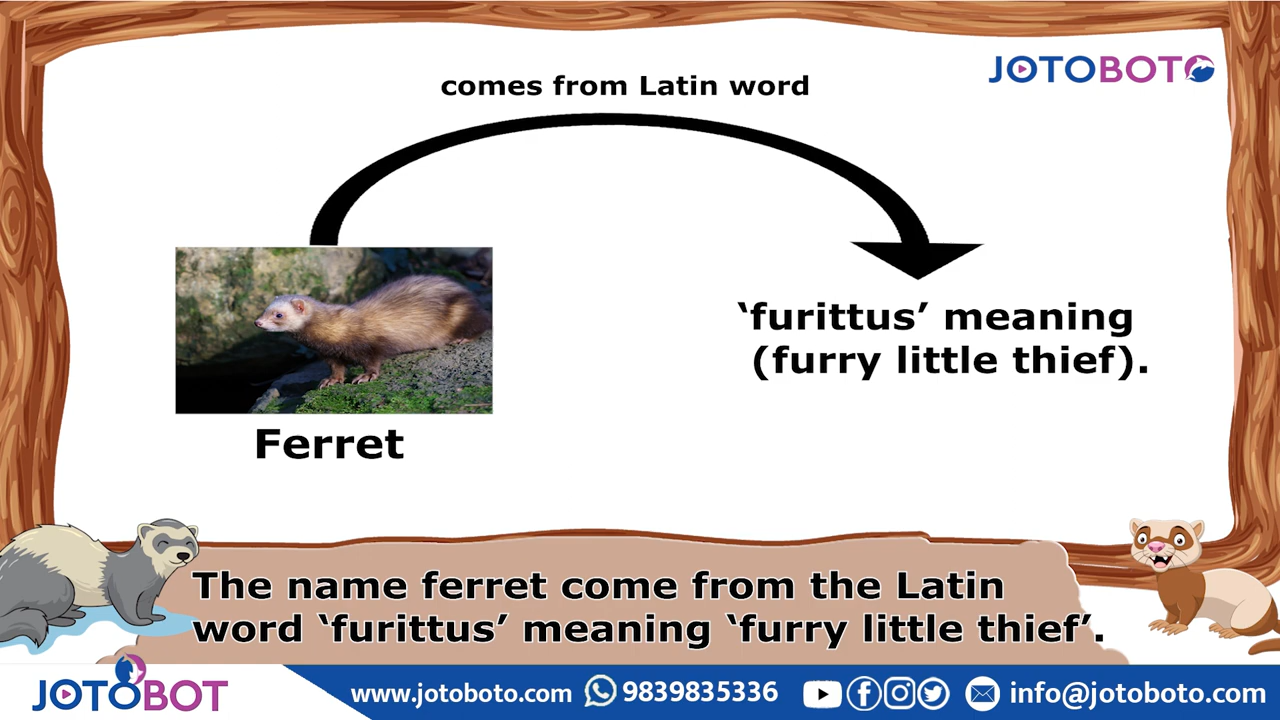 JOTOBOTO
comes from Latin word
‘furittus’ meaning
(furry little thief).
Ferret
The name ferret come from the Latin
word ‘furittus’ meaning ‘furry little thief’.
JOTOBOT
www.jotoboto.com 9839835336 info@jotoboto.com